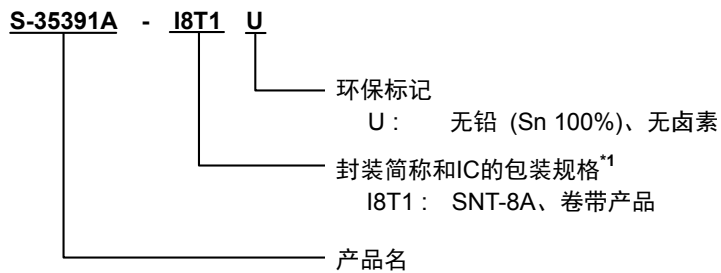 S-35391A - I8T1 U
环保标记
U : 无铅 (Sn 100%)、无卤素
封装简称和IC的包装规格*1
I8T1 : SNT-8A、卷带产品
产品名